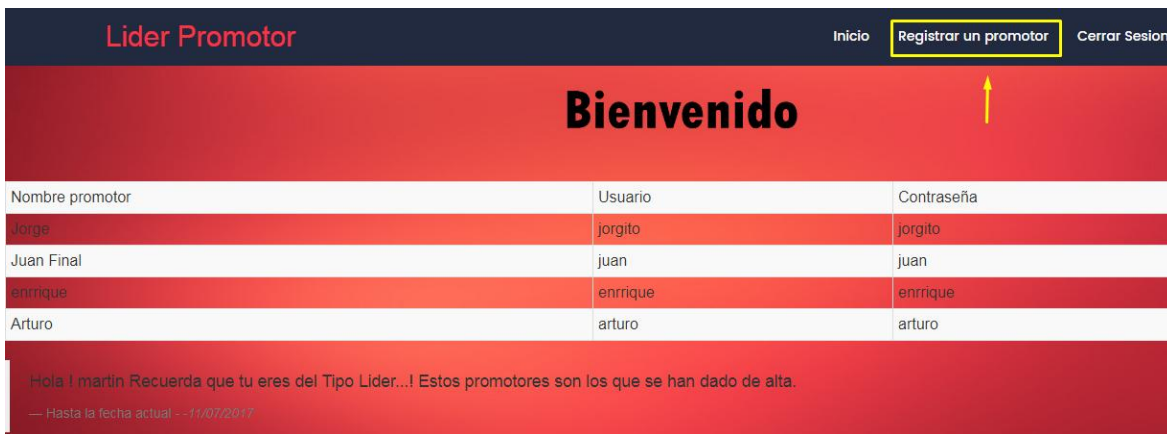 Lider Promotor Inicio Registrar un promotor Cerrar Sesion
Bienvenido
Nombre promotor Usuario Contraseña
Jorge jorgito jorgito
Juan Final juan juan
enrrique enrrique enrrique
Arturo arturo arturo
Hola ! martin Recuerda que tu eres del Tipo Lider...! Estos promotores son los que se han dado de alta.
— Hasta la fecha actual - -11/07/2017